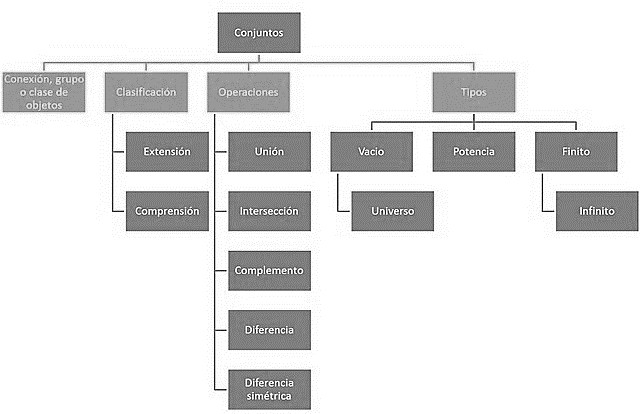 Conjuntos
Conexión, grupo
o clase de
objetos
Clasificación
Operaciones
Tipos
Extensión
Comprensión
Unión
Intersección
Complemento
Diferencia
Diferencia
simétrica
Vacio
Universo
Potencia
Finito
Infinito